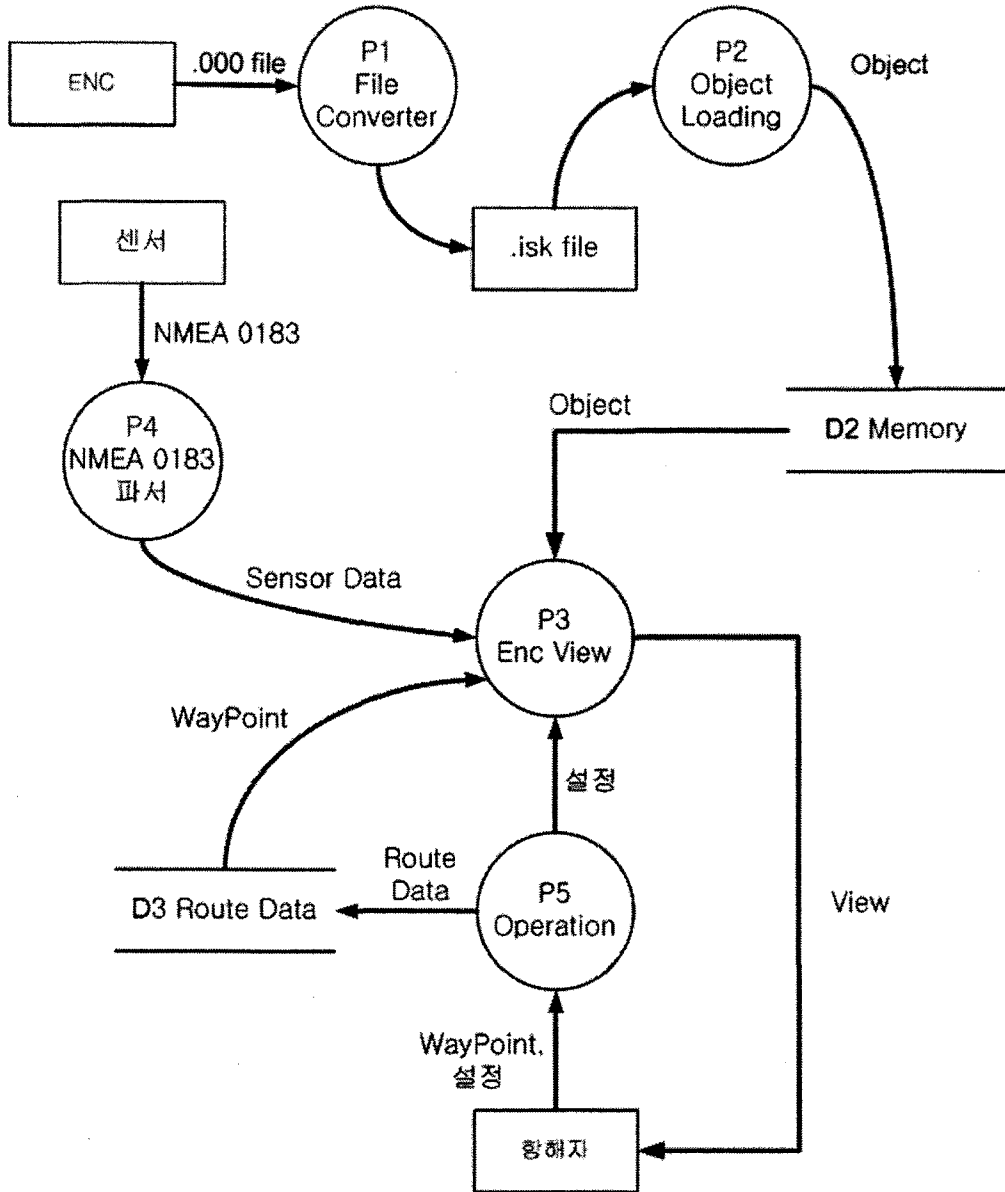 ENC
.000 file
P1
File
Converter
P2
Object
Loading
Object
.isk file
센서
NMEA 0183
P4
NMEA 0183
파서
Object
D2 Memory
Sensor Data
P3
Enc View
WayPoint
설정
Route
Data
D3 Route Data
P5
Operation
View
WayPoint.
설정
항해자